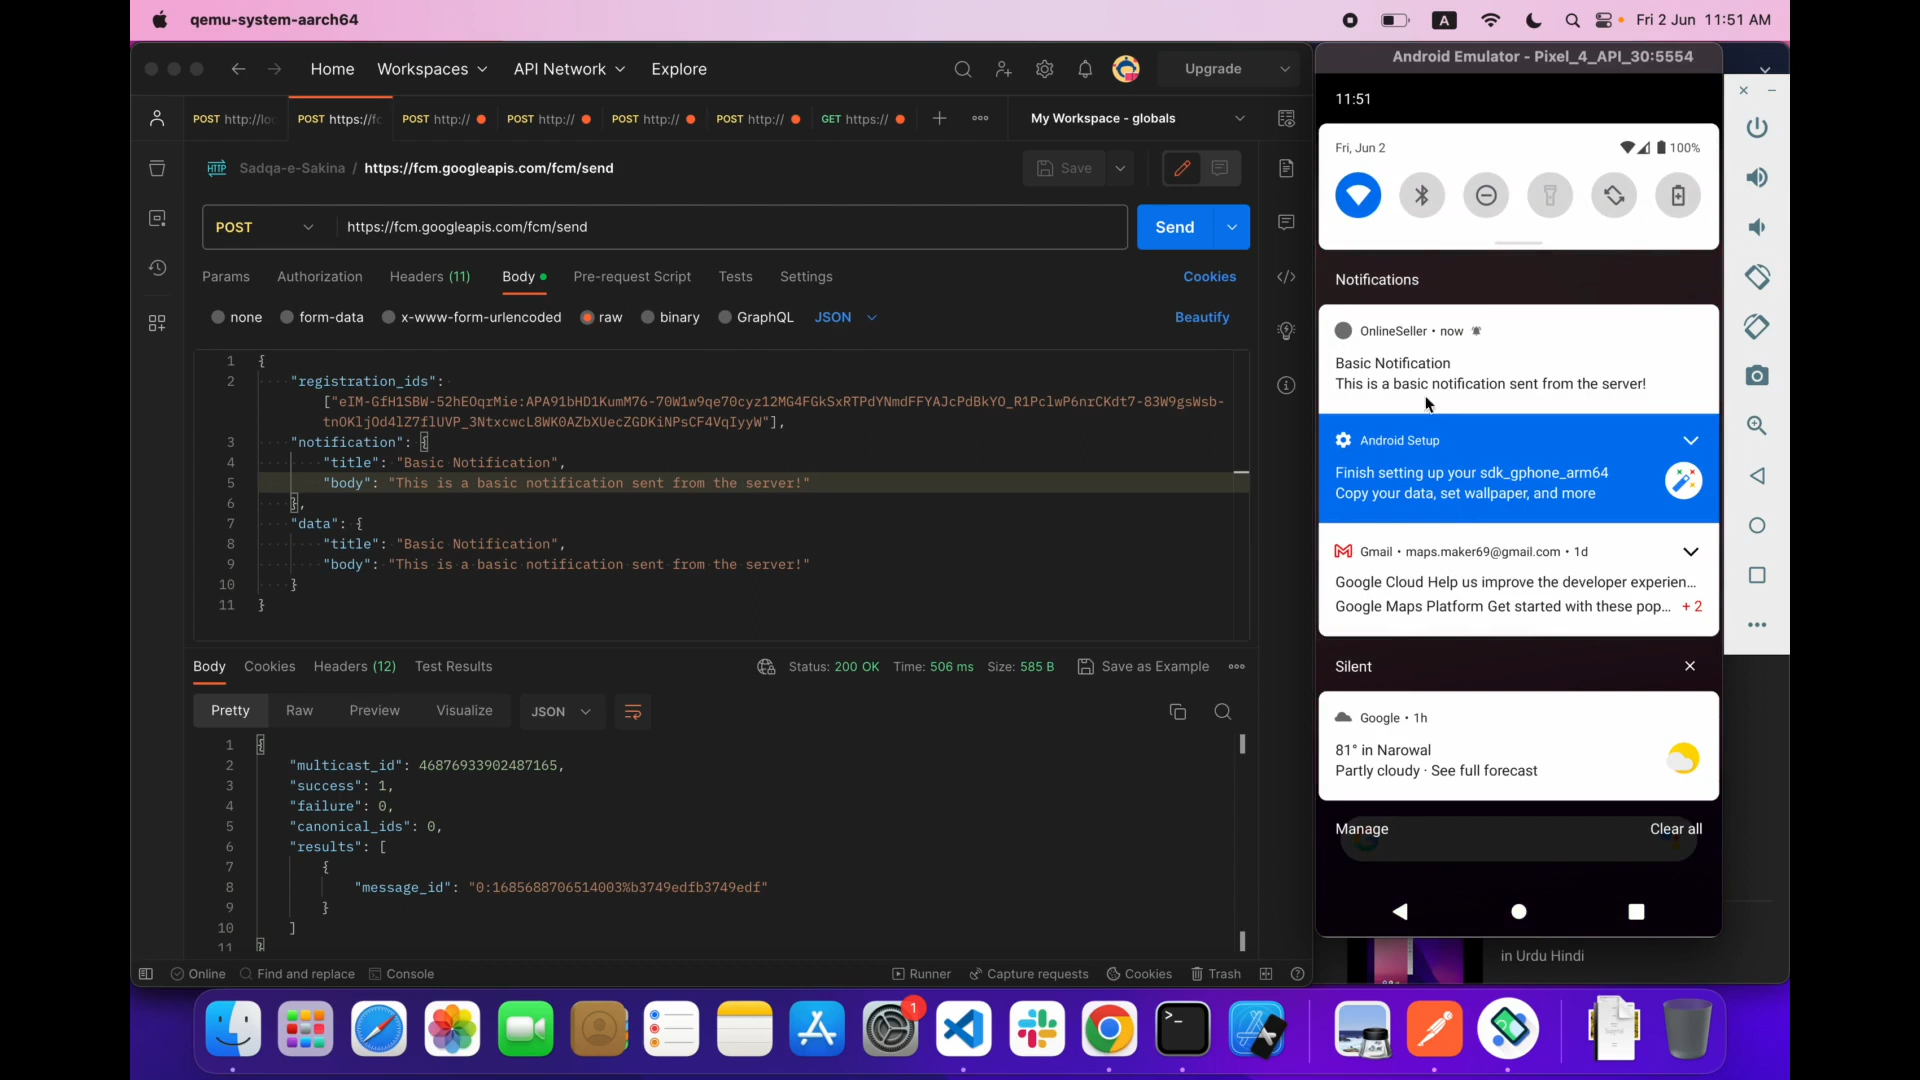 qemu-system-aarch64
A
Fri 2 Jun 11:51 AM
Home Workspaces API Network Explore
Upgrade
Android Emulator - Pixel_4_API_30:5554
POST http://loc POST https://fc POST http:// POST http:// POST http:// POST http:// GET https://
My Workspace - globals
HTTP Sadqa-e-Sakina / https://fcm.googleapis.com/fcm/send
Save
POST https://fcm.googleapis.com/fcm/send
Send
Params Authorization Headers (11) Body Pre-request Script Tests Settings
Cookies
none form-data x-www-form-urlencoded raw binary GraphQL JSON
Beautify
1 {
2 "registration_ids":
["eIM-GfH1SBW-52hEOqrMie:APA91bHD1KumM76-70W1w9qe70cyz12MG4FGkSxRTPdYNmdFFYAJcPdBkYO_R1PclwP6nrCKdt7-83W9gsWsb-
tnOKljOd4lZ7flUVP_3NtxcwcL8WK0AZbXUecZGDKiNPsCF4VqIyyW"],
3 "notification": {
4 "title": "Basic Notification",
5 "body": "This is a basic notification sent from the server!"
6 },
7 "data": {
8 "title": "Basic Notification",
9 "body": "This is a basic notification sent from the server!"
10 }
11 }
Body Cookies Headers (12) Test Results
Status: 200 OK Time: 506 ms Size: 585 B Save as Example
Pretty Raw Preview Visualize JSON
1 {
2 "multicast_id": 46876933902487165,
3 "success": 1,
4 "failure": 0,
5 "canonical_ids": 0,
6 "results": [
7 {
8 "message_id": "0:1685688706514003%b3749edfb3749edf"
9 }
10 ]
11 }
Online Find and replace Console
Runner Capture requests Cookies Trash
11:51
Fri, Jun 2
100%
Notifications
OnlineSeller • now
Basic Notification
This is a basic notification sent from the server!
Android Setup
Finish setting up your sdk_gphone_arm64
Copy your data, set wallpaper, and more
Gmail • maps.maker69@gmail.com • 1d
Google Cloud Help us improve the developer experien...
Google Maps Platform Get started with these pop... + 2
Silent
Google • 1h
81° in Narowal
Partly cloudy · See full forecast
Manage Clear all
in Urdu Hindi
1